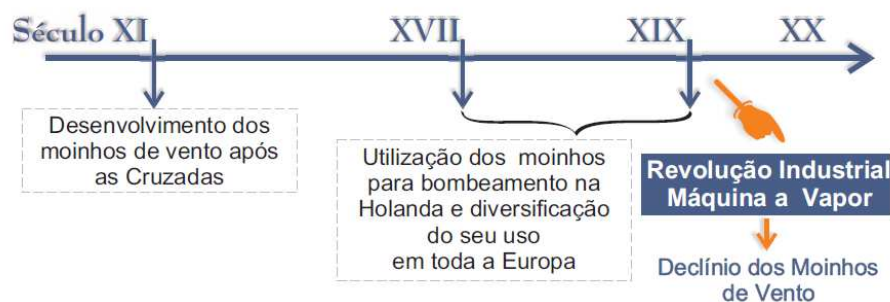 Século XI XVII XIX XX
Desenvolvimento dos
moinhos de vento após
as Cruzadas
Utilização dos moinhos
para bombeamento na
Holanda e diversificação
do seu uso
em toda a Europa
Revolução Industrial
Máquina a Vapor
Declínio dos Moinhos
de Vento